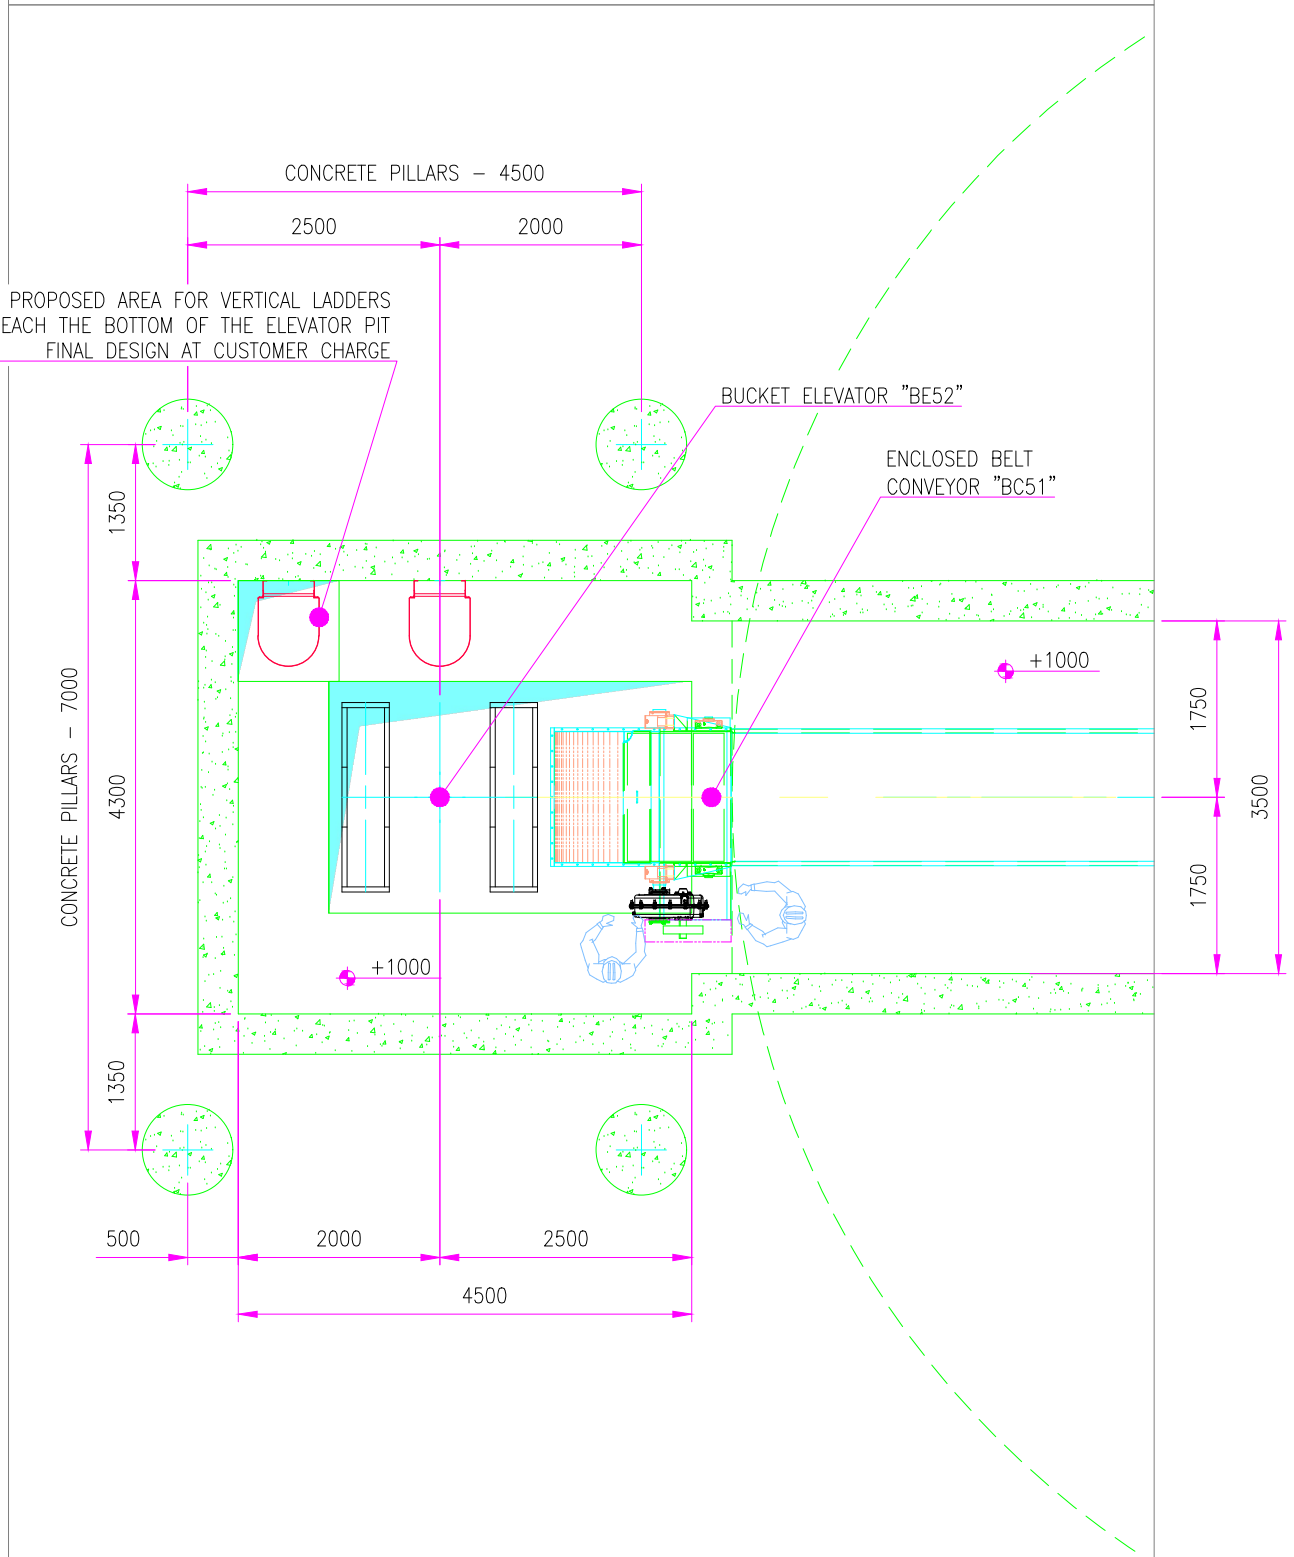 CONCRETE PILLARS - 4500
2500
2000
PROPOSED AREA FOR VERTICAL LADDERS
EACH THE BOTTOM OF THE ELEVATOR PIT
FINAL DESIGN AT CUSTOMER CHARGE
BUCKET ELEVATOR "BE52"
ENCLOSED BELT
CONVEYOR "BC51"
1350
CONCRETE PILLARS - 7000
4300
1350
+1000
1750
3500
1750
+1000
500
2000
2500
4500